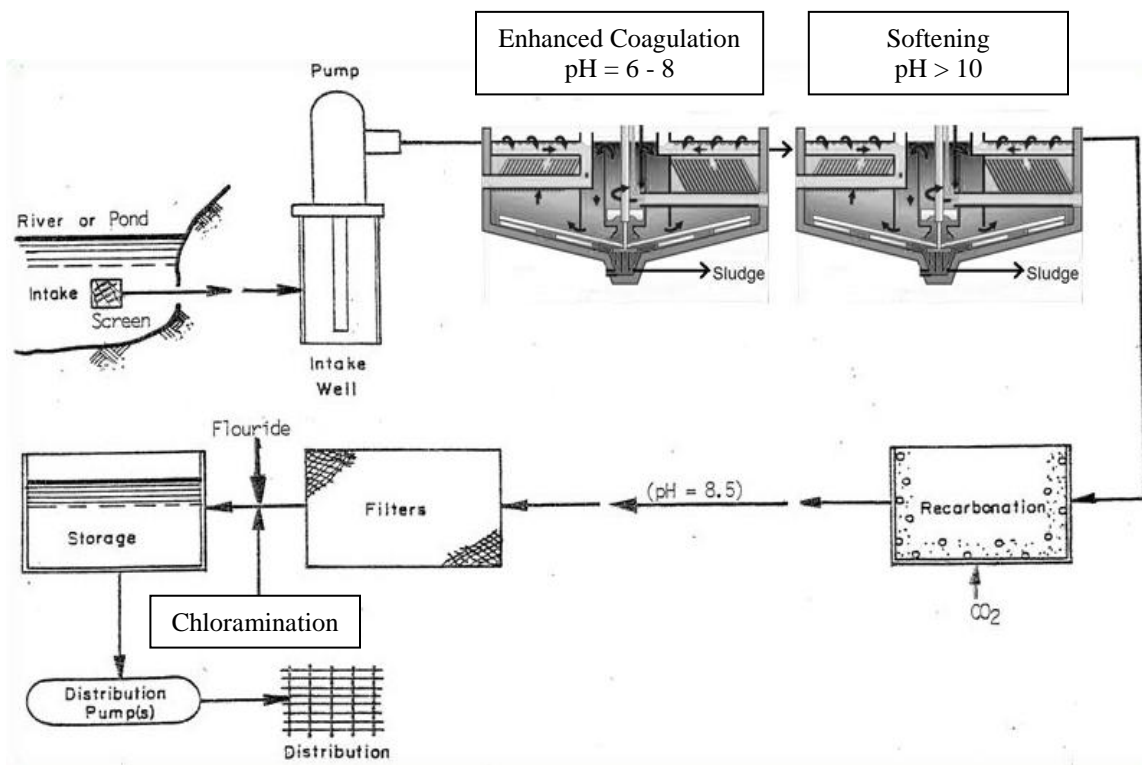 Enhanced Coagulation
pH = 6 - 8
Softening
pH > 10
Pump
River or Pond
Intake
Screen
Intake
Well
Sludge
Sludge
Flouride
Storage
Filters
(pH = 8.5)
Recarbonation
CO2
Chloramination
Distribution
Pump(s)
Distribution